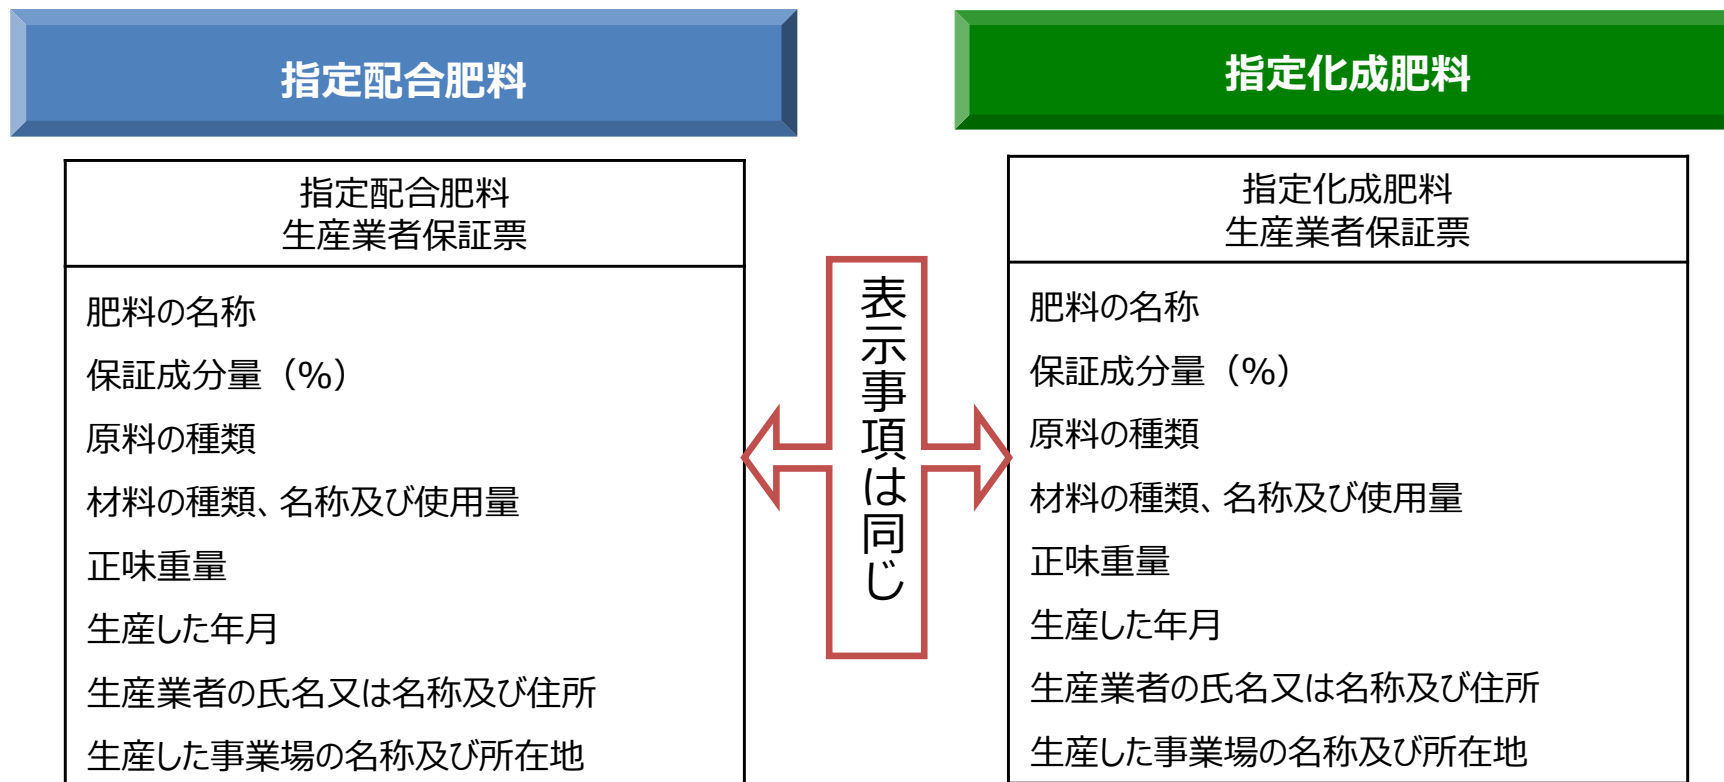 指定配合肥料
指定配合肥料
生産業者保証票
肥料の名称
保証成分量（%）
原料の種類
材料の種類、名称及び使用量
正味重量
生産した年月
生産業者の氏名又は名称及び住所
生産した事業場の名称及び所在地
表示事項は同じ
指定化成肥料
指定化成肥料
生産業者保証票
肥料の名称
保証成分量（%）
原料の種類
材料の種類、名称及び使用量
正味重量
生産した年月
生産業者の氏名又は名称及び住所
生産した事業場の名称及び所在地